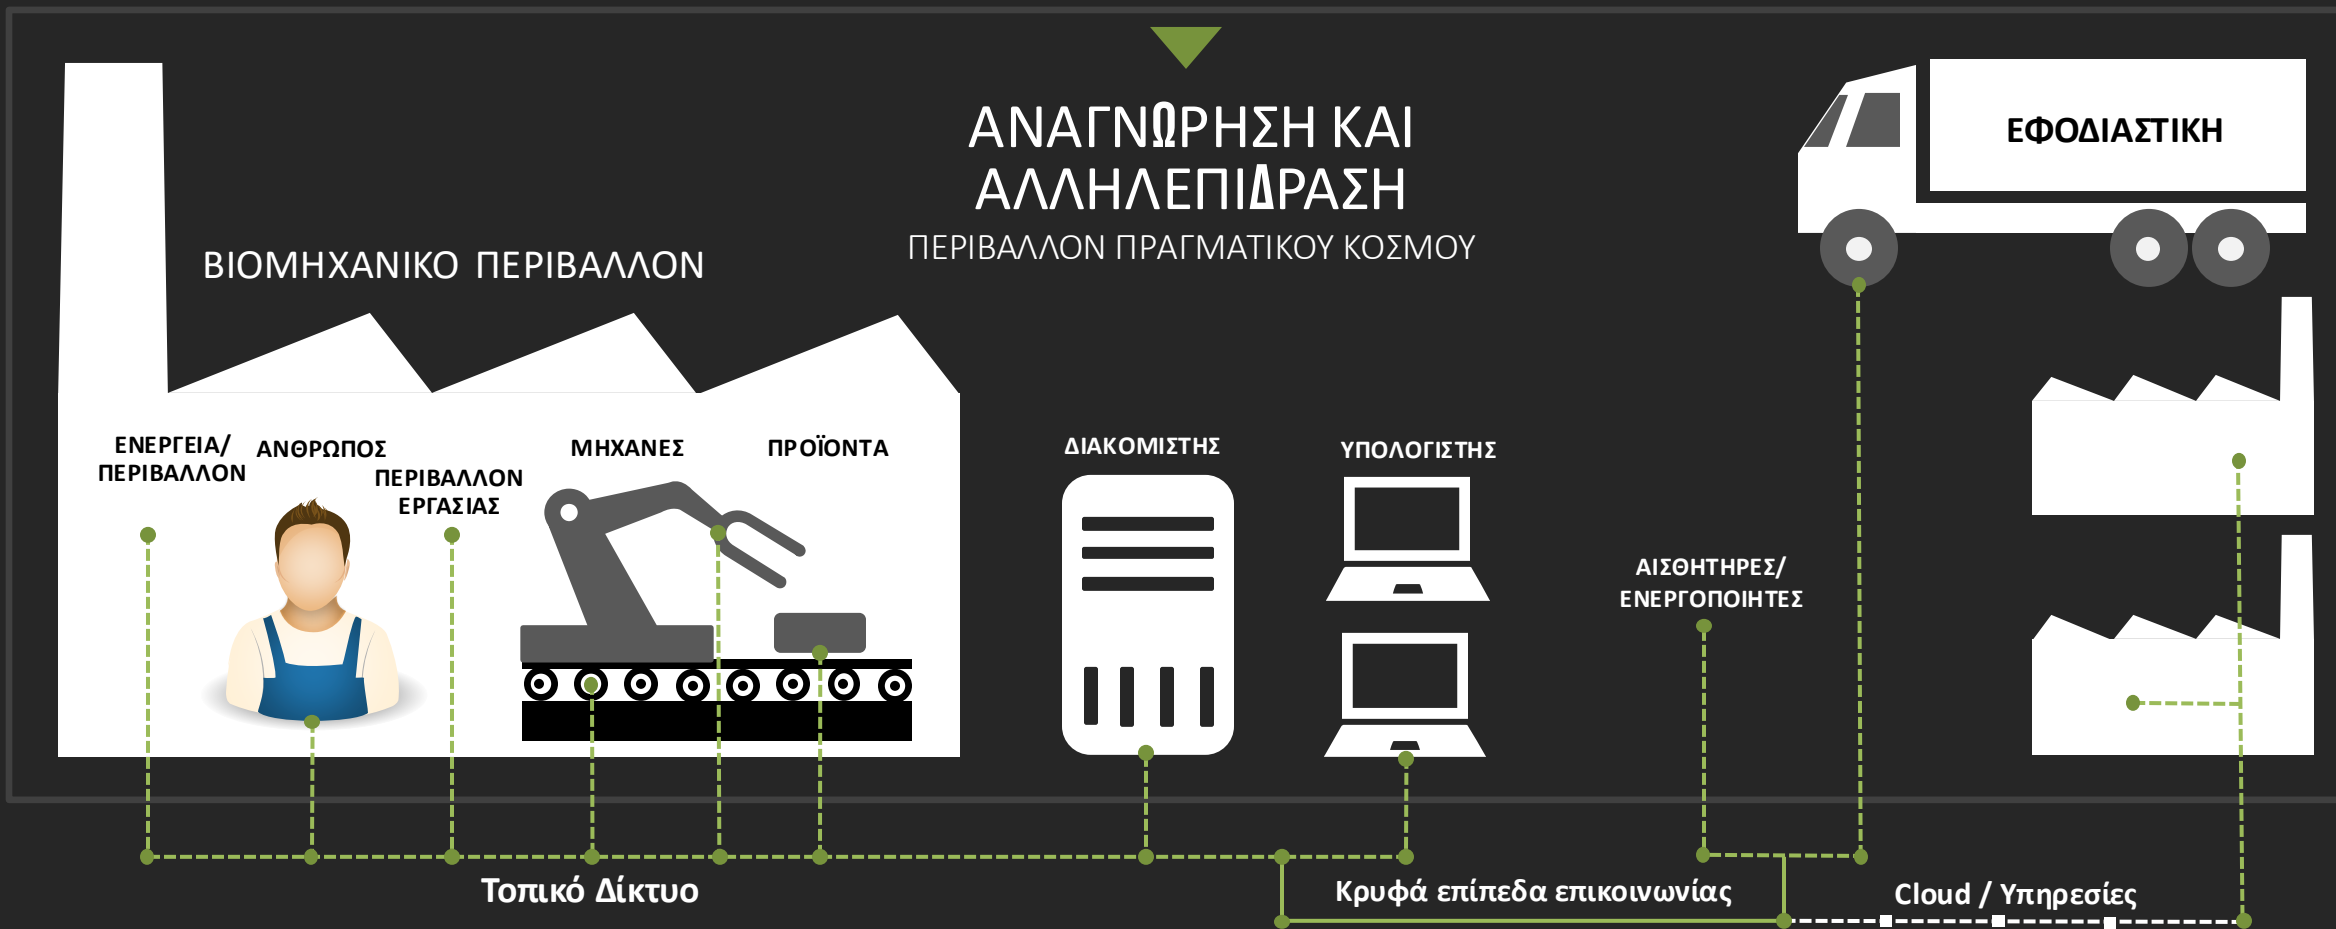 ΑΝΑΓΝΩΡΗΣΗ ΚΑΙ
ΑΛΛΗΛΕΠΙΔΡΑΣΗ
ΠΕΡΙΒΑΛΛΟΝ ΠΡΑΓΜΑΤΙΚΟΥ ΚΟΣΜΟΥ
ΕΦΟΔΙΑΣΤΙΚΗ
ΒΙΟΜΗΧΑΝΙΚΟ ΠΕΡΙΒΑΛΛΟΝ
ΕΝΕΡΓΕΙΑ/
ΠΕΡΙΒΑΛΛΟΝ
ΑΝΘΡΩΠΟΣ
ΠΕΡΙΒΑΛΛΟΝ
ΕΡΓΑΣΙΑΣ
ΜΗΧΑΝΕΣ
ΠΡΟΪΟΝΤΑ
ΔΙΑΚΟΜΙΣΤΗΣ
ΥΠΟΛΟΓΙΣΤΗΣ
ΑΙΣΘΗΤΗΡΕΣ/
ΕΝΕΡΓΟΠΟΙΗΤΕΣ
Τοπικό Δίκτυο
Κρυφά επίπεδα επικοινωνίας
Cloud / Υπηρεσίες